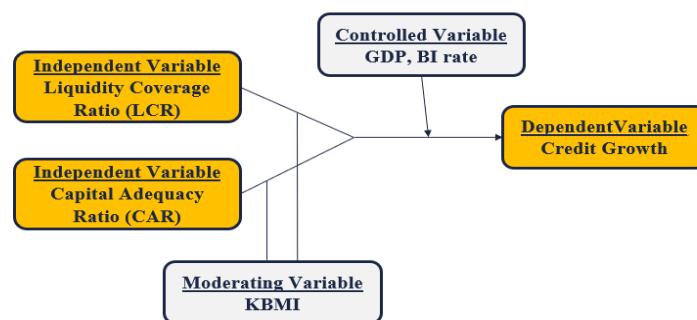 Controlled Variable
GDP, BI rate
Independent Variable
Liquidity Coverage
Ratio (LCR)
DependentVariable
Credit Growth
Independent Variable
Capital Adequacy
Ratio (CAR)
Moderating Variable
KBMI